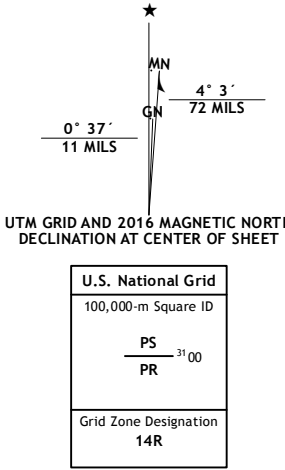 ★
MN
GN
4° 3´
72 MILS
0° 37´
11 MILS
UTM GRID AND 2016 MAGNETIC NORTH
DECLINATION AT CENTER OF SHEET
U.S. National Grid
100,000-m Square ID
PS
3100
PR
Grid Zone Designation
14R